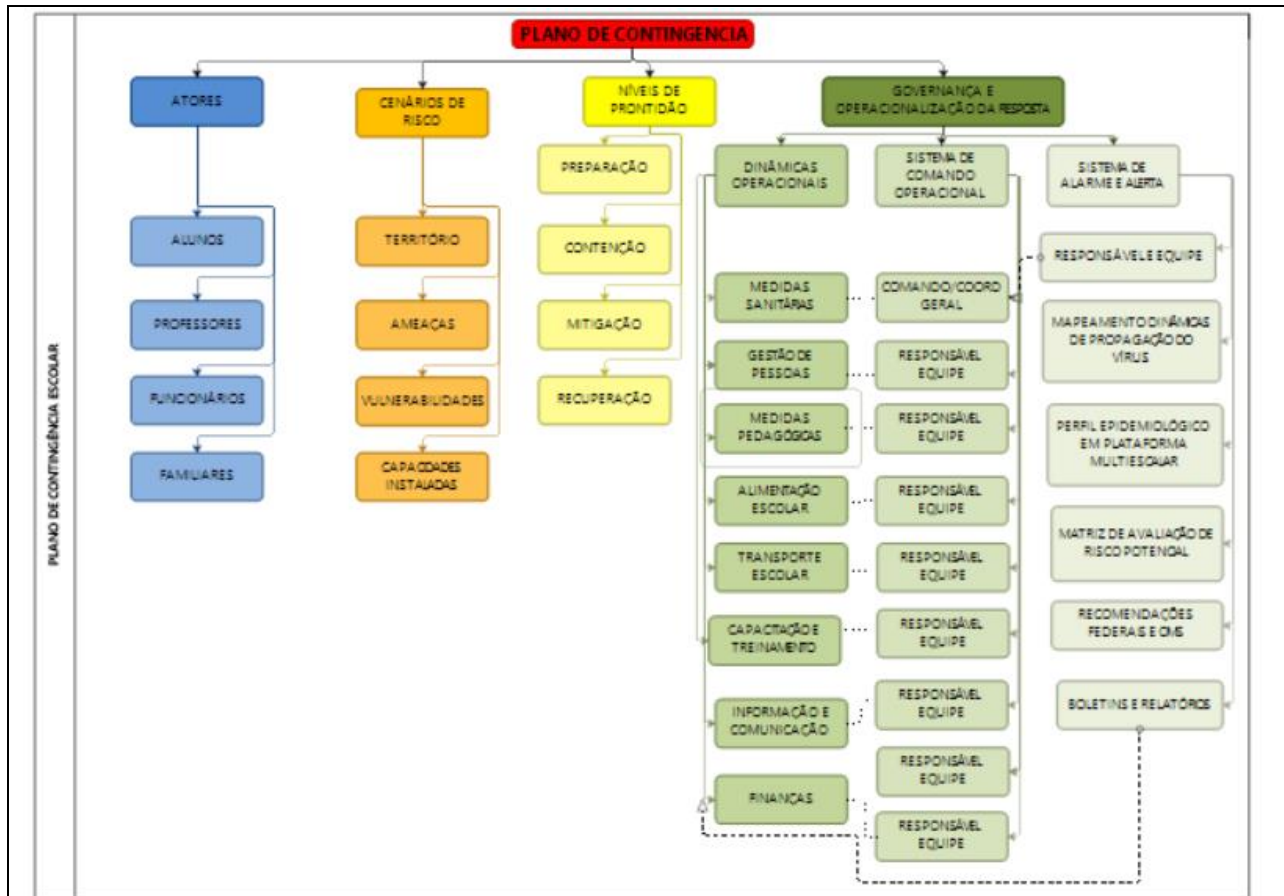 PLANO DE CONTINGENCIA
PLANO DE CONTINGÊNCIA ESCOLAR
ATORES
ALUNOS
PROFESSORES
FUNCIONÁRIOS
FAMILIARES
CENÁRIOS DE
RISCO
TERRITÓRIO
AMEAÇAS
VULNERABILIDADES
CAPACIDADES
INSTALADAS
NÍVEIS DE
PRONTIDÃO
PREPARAÇÃO
CONTENÇÃO
MITIGAÇÃO
RECUPERAÇÃO
GOVERNANÇA E
OPERACIONALIZAÇÃO DA RESPOSTA
DINÂMICAS
OPERACIONAIS
MEDIDAS
SANITÁRIAS
GESTÃO DE
PESSOAS
MEDIDAS
PEDAGÓGICAS
ALIMENTAÇÃO
ESCOLAR
TRANSPORTE
ESCOLAR
CAPACITAÇÃO E
TREINAMENTO
INFORMAÇÃO E
COMUNICAÇÃO
FINANÇAS
SISTEMA DE
COMANDO
OPERACIONAL
COMANDO/COORD
GERAL
RESPONSÁVEL
EQUIPE
RESPONSÁVEL
EQUIPE
RESPONSÁVEL
EQUIPE
RESPONSÁVEL
EQUIPE
RESPONSÁVEL
EQUIPE
RESPONSÁVEL
EQUIPE
RESPONSÁVEL
EQUIPE
RESPONSÁVEL
EQUIPE
SISTEMA DE
ALARME E ALERTA
RESPONSÁVEL E EQUIPE
MAPEAMENTO DINÂMICAS
DE PROPAGAÇÃO DO
VÍRUS
PERFIL EPIDEMIOLÓGICO
EM PLATAFORMA
MULTIESCALAR
MATRIZ DE AVALIAÇÃO DE
RISCO POTENCIAL
RECOMENDAÇÕES
FEDERAIS E OMS
BOLETINS E RELATÓRIOS